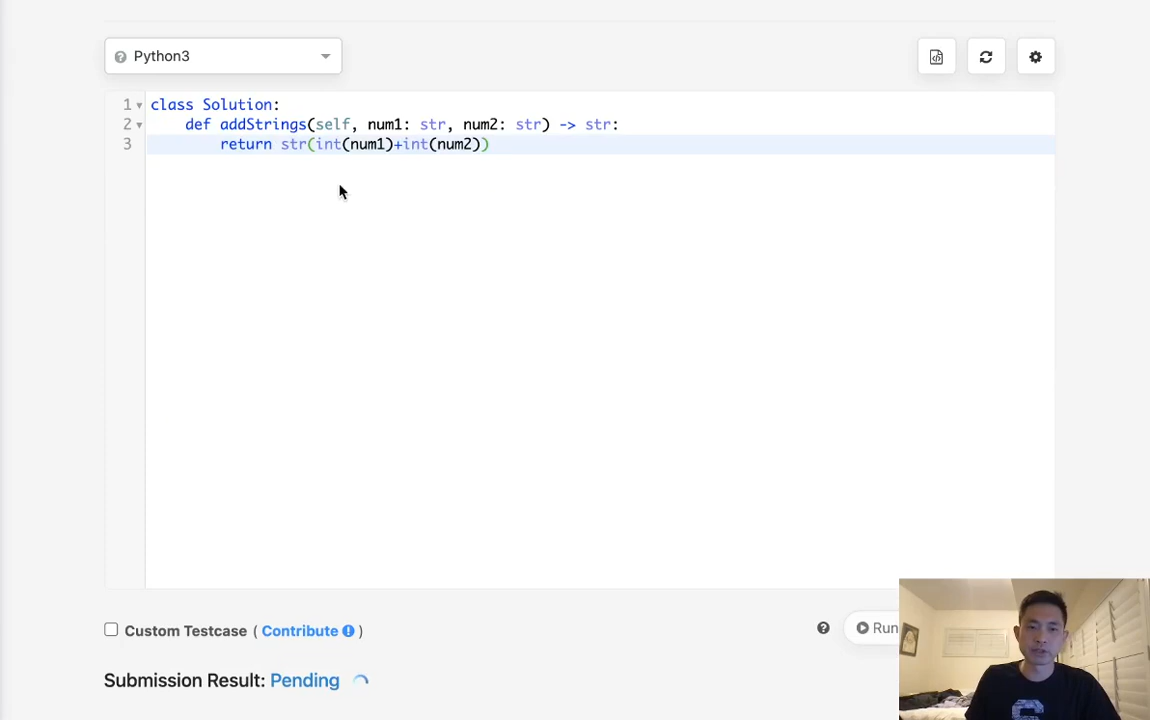 Python3
1 class Solution:
2 def addStrings(self, num1: str, num2: str) -> str:
3 return str(int(num1)+int(num2))
Custom Testcase ( Contribute )
Run
Submission Result: Pending